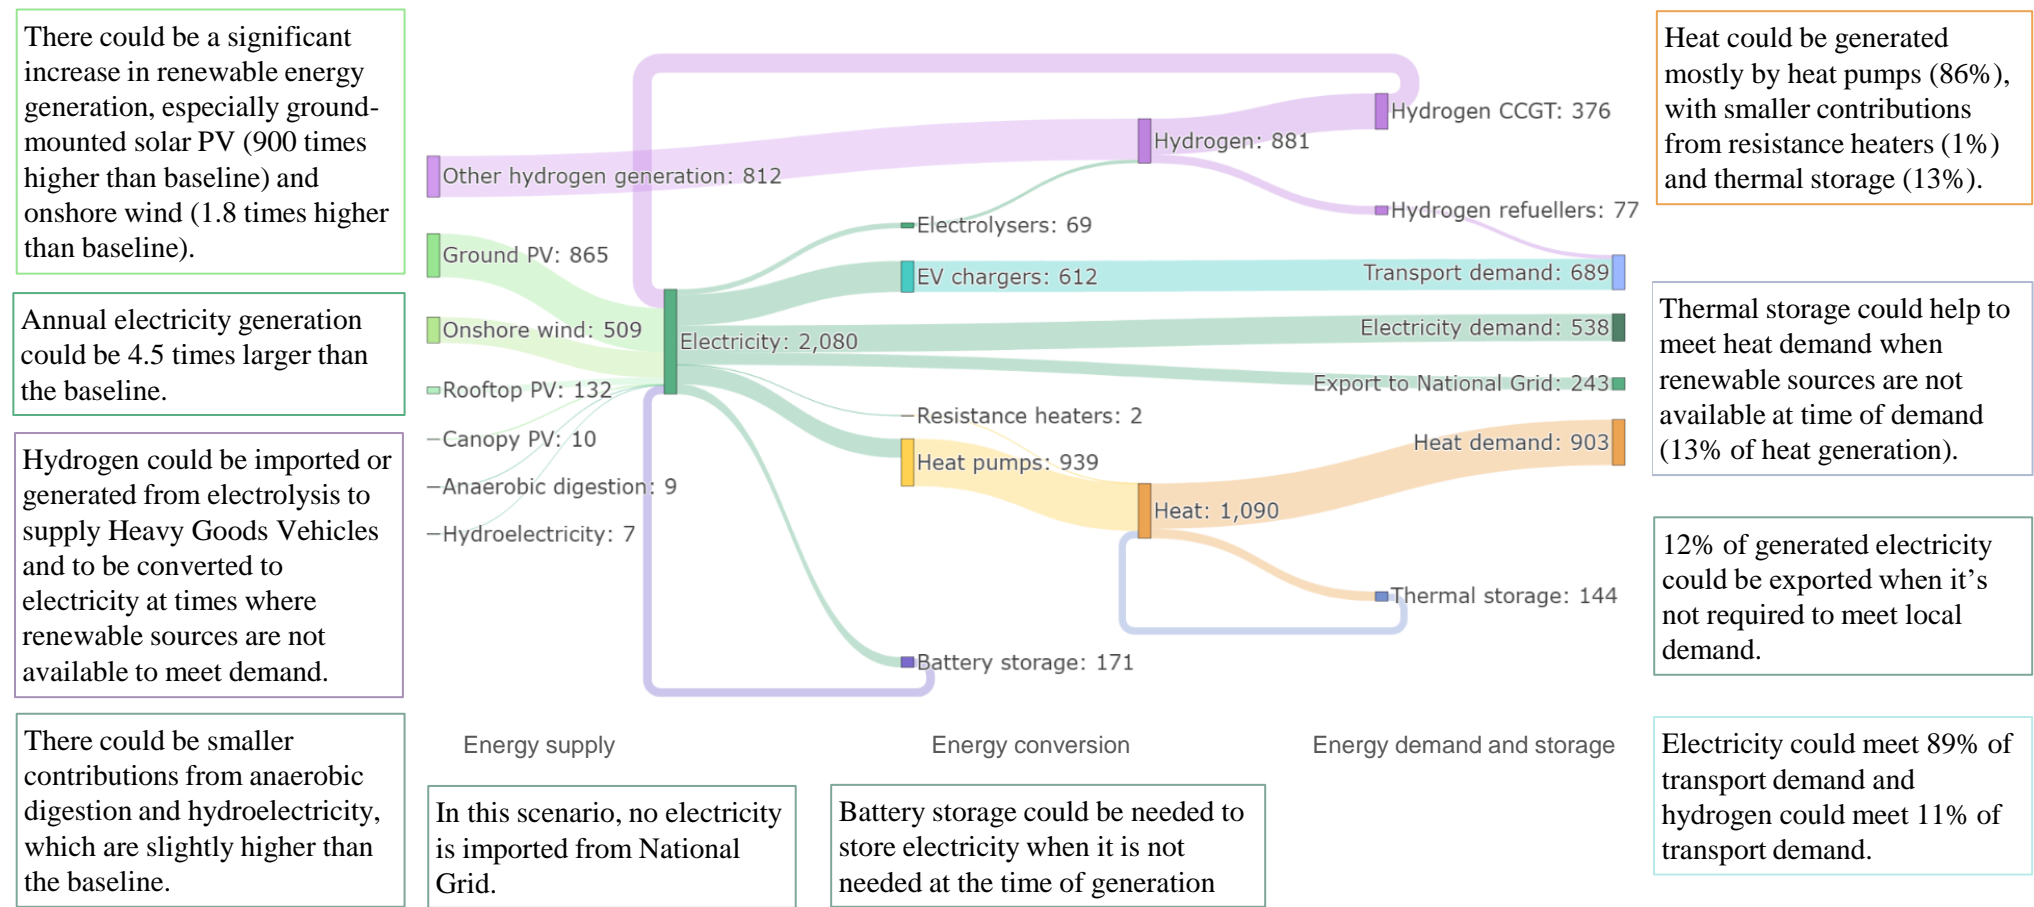 There could be a significant
increase in renewable energy
generation, especially ground-
mounted solar PV (900 times
higher than baseline) and
onshore wind (1.8 times higher
than baseline).
Annual electricity generation
could be 4.5 times larger than
the baseline.
Hydrogen could be imported or
generated from electrolysis to
supply Heavy Goods Vehicles
and to be converted to
electricity at times where
renewable sources are not
available to meet demand.
There could be smaller
contributions from anaerobic
digestion and hydroelectricity,
which are slightly higher than
the baseline.
Other hydrogen generation: 812
Ground PV: 865
Onshore wind: 509
Rooftop PV: 132
Canopy PV: 10
Anaerobic digestion: 9
Hydroelectricity: 7
Electricity: 2,080
Electrolysers: 69
EV chargers: 612
Resistance heaters: 2
Heat pumps: 939
Battery storage: 171
Hydrogen: 881
Heat: 1,090
Hydrogen CCGT: 376
Hydrogen refuellers: 77
Transport demand: 689
Electricity demand: 538
Export to National Grid: 243
Heat demand: 903
Thermal storage: 144
Energy supply
Energy conversion
Energy demand and storage
In this scenario, no electricity
is imported from National
Grid.
Battery storage could be needed to
store electricity when it is not
needed at the time of generation
Heat could be generated
mostly by heat pumps (86%),
with smaller contributions
from resistance heaters (1%)
and thermal storage (13%).
Thermal storage could help to
meet heat demand when
renewable sources are not
available at time of demand
(13% of heat generation).
12% of generated electricity
could be exported when it’s
not required to meet local
demand.
Electricity could meet 89% of
transport demand and
hydrogen could meet 11% of
transport demand.